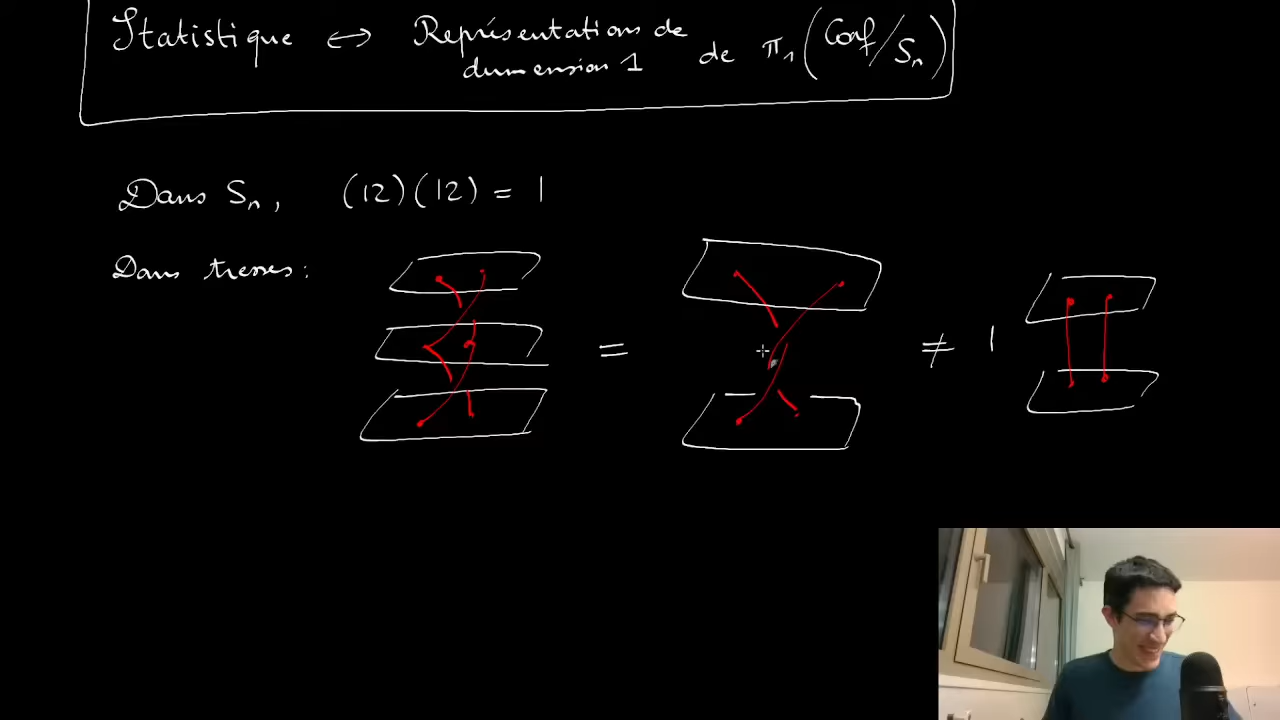 Statistique ↔ Représentations de dimension 1 de π₁(Conf/Sₙ)
Dans Sₙ, (12)(12) = 1
Dans tresses: = ≠ 1